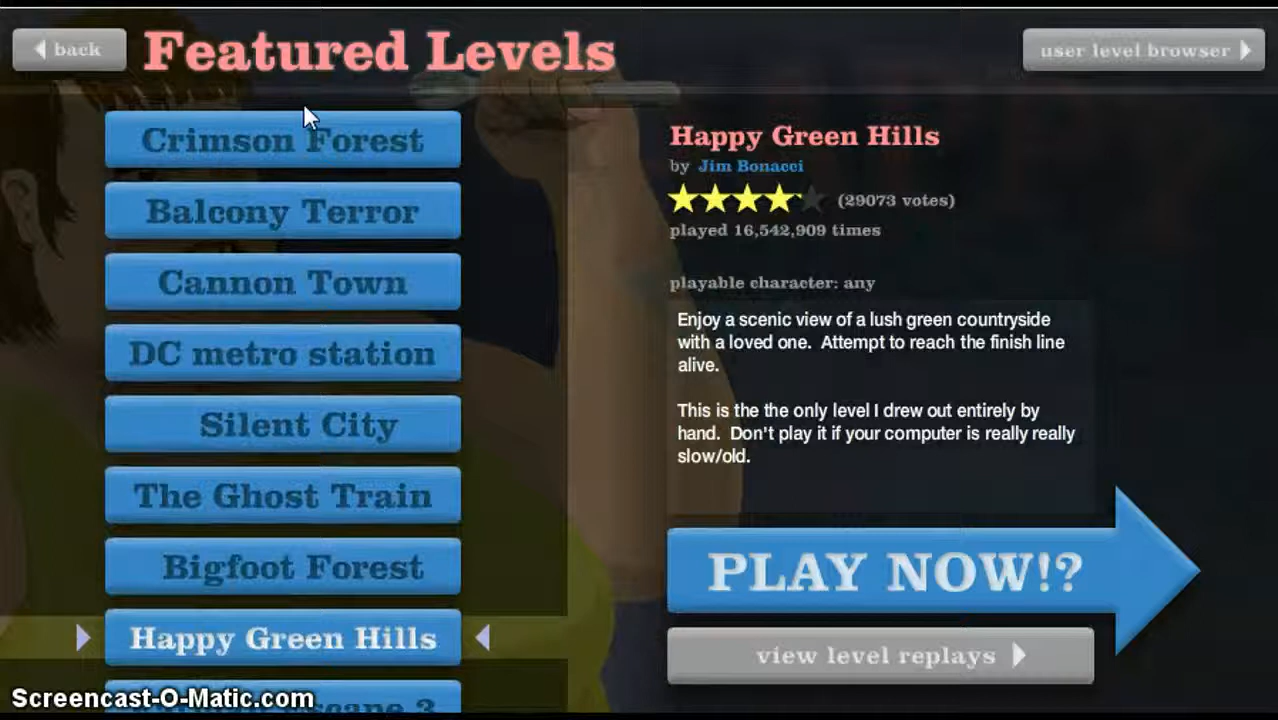 back
Featured Levels
user level browser
Crimson Forest
Balcony Terror
Cannon Town
DC metro station
Silent City
The Ghost Train
Bigfoot Forest
Happy Green Hills
Happy Green Hills
by Jim Bonacci
(29073 votes)
played 16,542,909 times
playable character: any
Enjoy a scenic view of a lush green countryside
with a loved one. Attempt to reach the finish line
alive.
This is the the only level I drew out entirely by
hand. Don't play it if your computer is really really
slow/old.
PLAY NOW!?
view level replays
Screencast-O-Matic.com